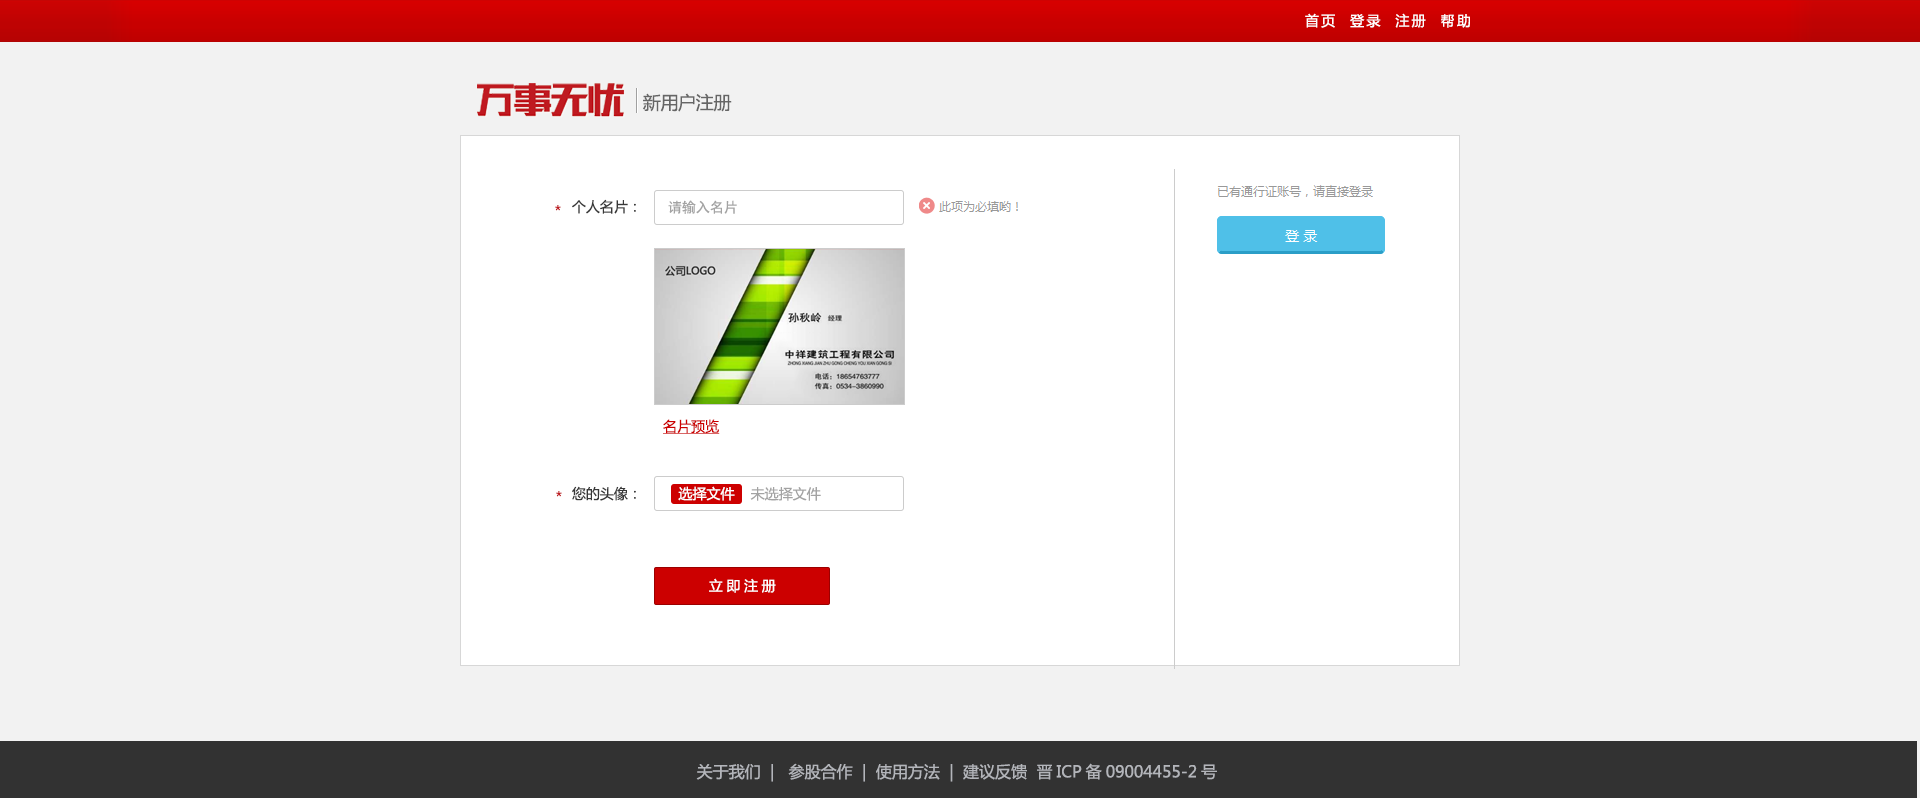 首页 登录 注册 帮助
万事无忧 新用户注册
* 个人名片： 请输入名片 此项为必填哟！
已有通行证账号，请直接登录
登 录
公司LOGO
孙秋岭 经理
中祥建筑工程有限公司
ZHONG XIANG JIAN ZHU GONG CHENG YOU XIAN GONG SI
电话：18654763777
传真：0534-3860990
名片预览
* 您的头像： 选择文件 未选择文件
立即注册
关于我们 | 参股合作 | 使用方法 | 建议反馈 晋 ICP 备 09004455-2 号